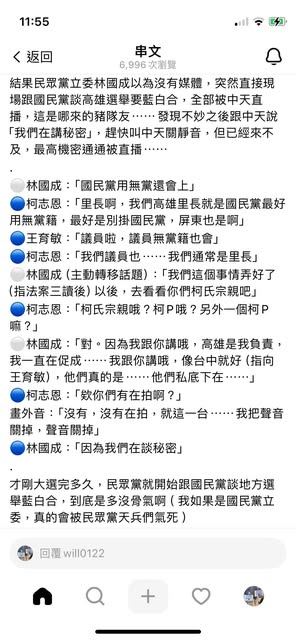 11:55
55
返回
串文
6,996 次瀏覽
結果民眾黨立委林國成以為沒有媒體，突然直接現
場跟國民黨談高雄選舉要藍白合，全部被中天直
播，這是哪來的豬隊友⋯⋯發現不妙之後跟中天說
「我們在講秘密」，趕快叫中天關靜音，但已經來不
及，最高機密通通被直播⋯⋯
.
⚪林國成：「國民黨用無黨還會上」
🔵柯志恩：「里長啊，我們高雄里長就是國民黨最好
用無黨籍，最好是別掛國民黨，屏東也是啊」
🔵王育敏：「議員啦，議員無黨籍也會」
🔵柯志恩：「我們議員也⋯⋯我們通常是里長」
⚪林國成 (主動轉移話題)：「我們這個事情弄好了
(指法案三讀後) 以後，去看看你們柯氏宗親吧」
🔵柯志恩：「柯氏宗親哦？柯P哦？另外一個柯P
嘛？」
⚪林國成：「對。因為我跟你講哦，高雄是我負責，
我一直在促成⋯⋯我跟你講哦，像台中就好 (指向
王育敏)，他們真的是⋯⋯他們私底下在⋯⋯」
🔵柯志恩：「欸你們有在拍啊？」
畫外音：「沒有，沒有在拍，就這一台⋯⋯我把聲音
關掉，聲音關掉」
🔵林國成：「因為我們在談秘密」
.
才剛大選完多久，民眾黨就開始跟國民黨談地方選
舉藍白合，到底是多沒骨氣啊 ( 我如果是國民黨立
委，真的會被民眾黨天兵們氣死 )
回覆 will0122